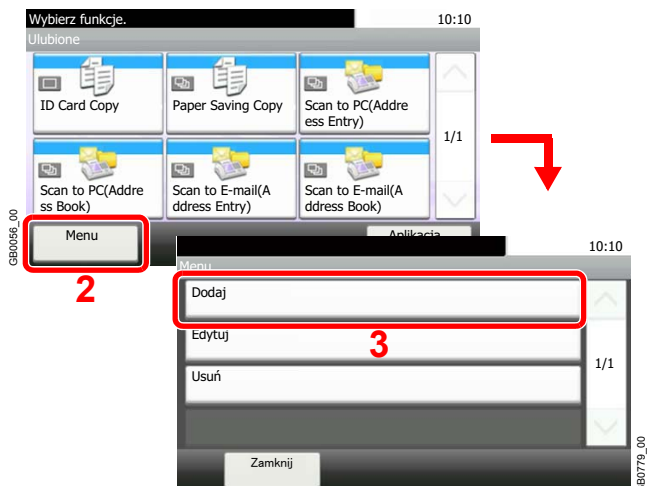 Wybierz funkcje.
10:10
Ulubione
ID Card Copy
Paper Saving Copy
Scan to PC(Addre
ess Entry)
1/1
Scan to PC(Addre
ss Book)
Scan to E-mail(A
ddress Entry)
Scan to E-mail(A
ddress Book)
GB0056_00
Menu
Aplikacja
2
10:10
Menu
Dodaj
Edytuj
3
1/1
Usuń
Zamknij
GB0779_00